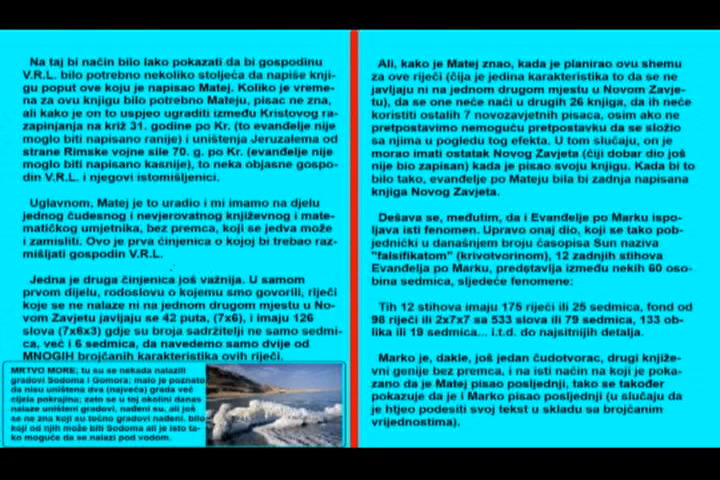 Na taj bi način bilo lako pokazati da bi gospodinu
V.R.L. bilo potrebno nekoliko stoljeća da napiše knji-
gu poput ove koju je napisao Matej. Koliko je vreme-
na za ovu knjigu bilo potrebno Mateju, pisac ne zna,
ali kako je on to uspjeo ugraditi između Kristovog ra-
zapinjanja na križ 31. godine po Kr. (to evanđelje nije
moglo biti napisano ranije) i uništenja Jeruzalema od
strane Rimske vojne sile 70. g. po Kr. (evanđelje nije
moglo biti napisano kasnije), to neka objasne gospo-
din V.R.L. i njegovi istomišljenici.
Uglavnom, Matej je to uradio i mi imamo na djelu
jednog čudesnog i nevjerovatnog književnog i mate-
matičkog umjetnika, bez premca, koji se jedva može
i zamisliti. Ovo je prva činjenica o kojoj bi trebao raz-
mišljati gospodin V.R.L.
Jedna je druga činjenica još važnija. U samom
prvom dijelu, rodoslovu o kojemu smo govorili, riječi
koje se ne nalaze ni na jednom drugom mjestu u No-
vom Zavjetu javljaju se 42 puta, (7x6), i imaju 126
slova (7x6x3) gdje su broja sadržitelji ne samo sedmi-
ca, već i 6 sedmica, da navedemo samo dvije od
MNOGIH brojčanih karakteristika ovih riječi.
MRTVO MORE; tu su se nekada nalazili
gradovi Sodoma i Gomora; malo je poznato
da nisu uništena dva (najveća) grada već
cijela pokrajina; zato se u toj okolini danas
nalaze uništeni gradovi, nađeni su, ali još
se ne zna koji su točno gradovi nađeni. bilo
koji od njih može biti Sodoma ali je isto ta-
ko moguće da se nalazi pod vodom.
Ali, kako je Matej znao, kada je planirao ovu shemu
za ove riječi (čija je jedina karakteristika to da se ne
javljaju ni na jednom drugom mjestu u Novom Zavje-
tu), da se one neće naći u drugih 26 knjiga, da ih neće
koristiti ostalih 7 novozavjetnih pisaca, osim ako ne
pretpostavimo nemoguću pretpostavku da se složio
sa njima u pogledu tog efekta. U tom slučaju, on je
morao imati ostatak Novog Zavjeta (čiji dobar dio još
nije bio zapisan) kada je pisao svoju knjigu. Kada bi to
bilo tako, evanđelje po Mateju bila bi zadnja napisana
knjiga Novog Zavjeta.
Dešava se, međutim, da i Evanđelje po Marku ispo-
ljava isti fenomen. Upravo onaj dio, koji se tako pob-
jednički u današnjem broju časopisa Sun naziva
"falsifikatom" (krivotvorinom), 12 zadnjih stihova
Evanđelja po Marku, predstavlja između nekih 60 oso-
bina sedmica, sljedeće fenomene:
Tih 12 stihova imaju 175 riječi ili 25 sedmica, fond od
98 riječi ili 2x7x7 sa 533 slova ili 79 sedmica, 133 ob-
lika ili 19 sedmica... i.t.d. do najsitnijih detalja.
Marko je, dakle, još jedan čudotvorac, drugi knjiže-
vni genije bez premca, i na isti način na koji je poka-
zano da je Matej pisao posljednji, tako se također
pokazuje da je i Marko pisao posljednji (u slučaju da
je htjeo podesiti svoj tekst u skladu sa brojčanim
vrijednostima).